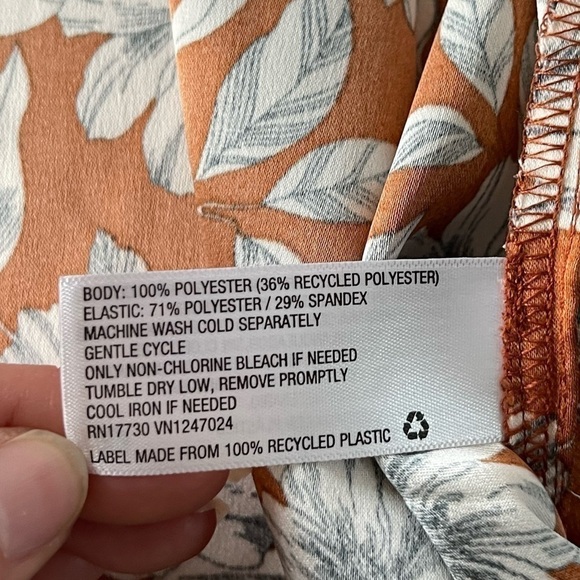 BODY: 100% POLYESTER (36% RECYCLED POLYESTER)
ELASTIC: 71% POLYESTER / 29% SPANDEX
MACHINE WASH COLD SEPARATELY
GENTLE CYCLE
ONLY NON-CHLORINE BLEACH IF NEEDED
TUMBLE DRY LOW, REMOVE PROMPTLY
COOL IRON IF NEEDED
RN17730 VN1247024
LABEL MADE FROM 100% RECYCLED PLASTIC